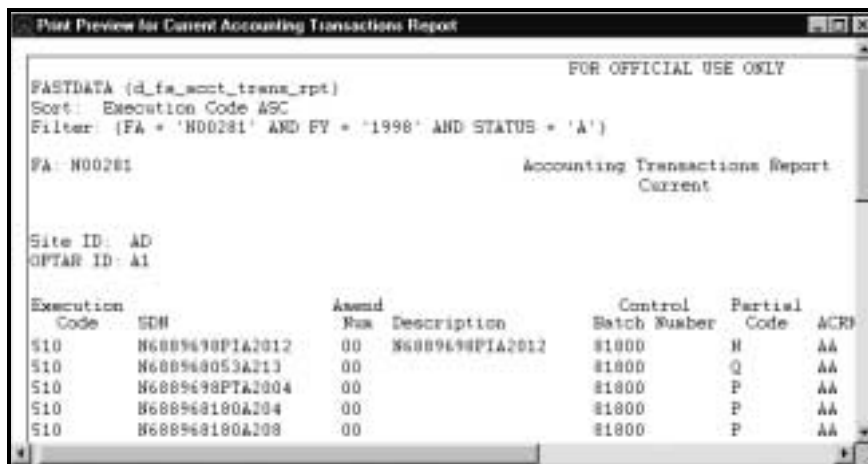 Print Preview for Current Accounting Transactions Report
FOR OFFICIAL USE ONLY
FASTDATA (d_fa_acct_trans_rpt)
Sort: Execution Code ASC
Filter: (FA = 'N00281' AND FY = '1998' AND STATUS = 'A')
FA: N00281 Accounting Transactions Report
Current
Site ID: AD
OPTAR ID: A1
Execution Amend Control Partial
Code SDN Num Description Batch Number Code ACRN
510 N6889698PIA2012 00 N6889698PIA2012 81800 N AA
510 N688968053A213 00 81800 Q AA
510 N6889698PTA2004 00 81800 P AA
510 N688968180A204 00 81800 P AA
510 N688968180A208 00 81800 P AA